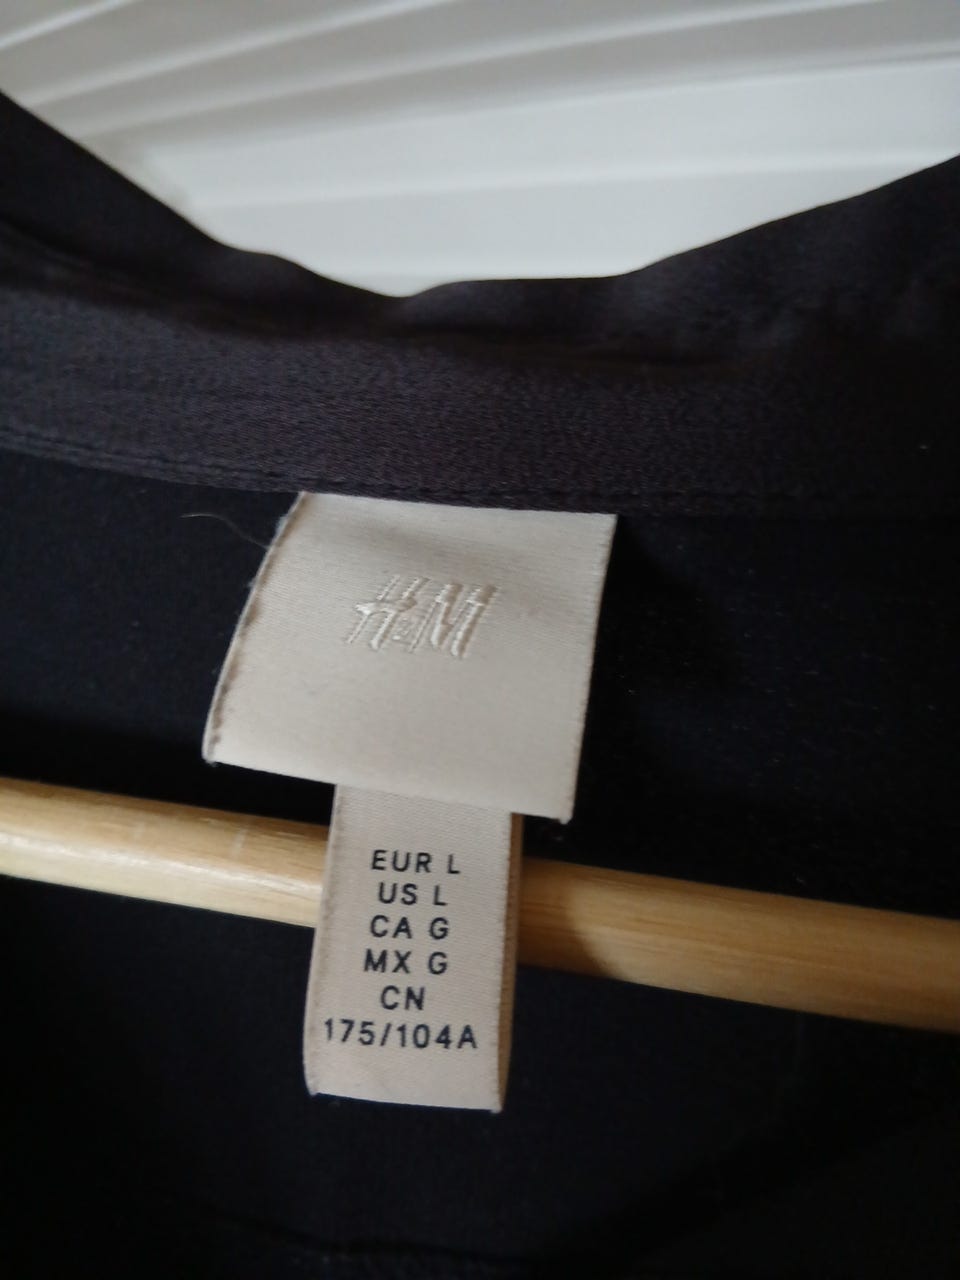 H&M
EUR L
US L
CA G
MX G
CN
175/104A